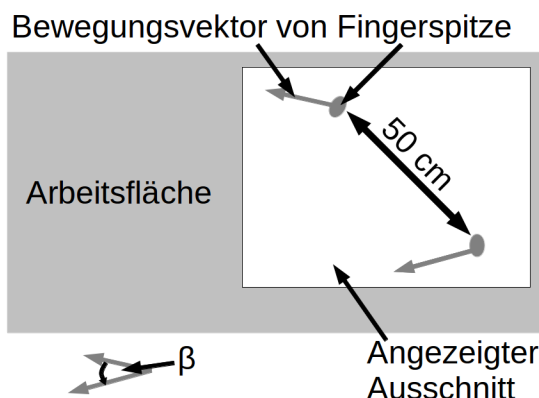 Bewegungsvektor von Fingerspitze
50 cm
Arbeitsfläche
β
Angezeigter
Ausschnitt